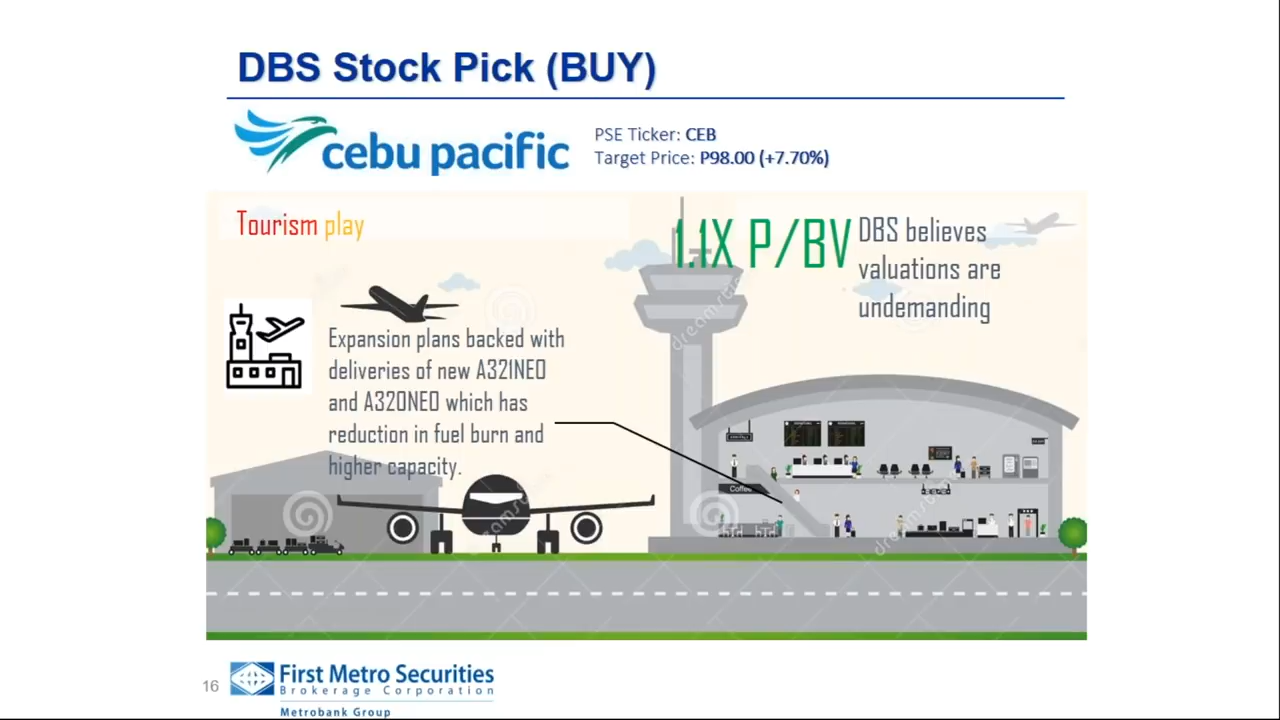 DBS Stock Pick (BUY)
cebu pacific
PSE Ticker: CEB
Target Price: P98.00 (+7.70%)
Tourism play
1.1X P/BV
DBS believes
valuations are
undemanding
Expansion plans backed with
deliveries of new A321NEO
and A320NEO which has
reduction in fuel burn and
higher capacity.
Coffee
16
First Metro Securities
Brokerage Corporation
Metrobank Group